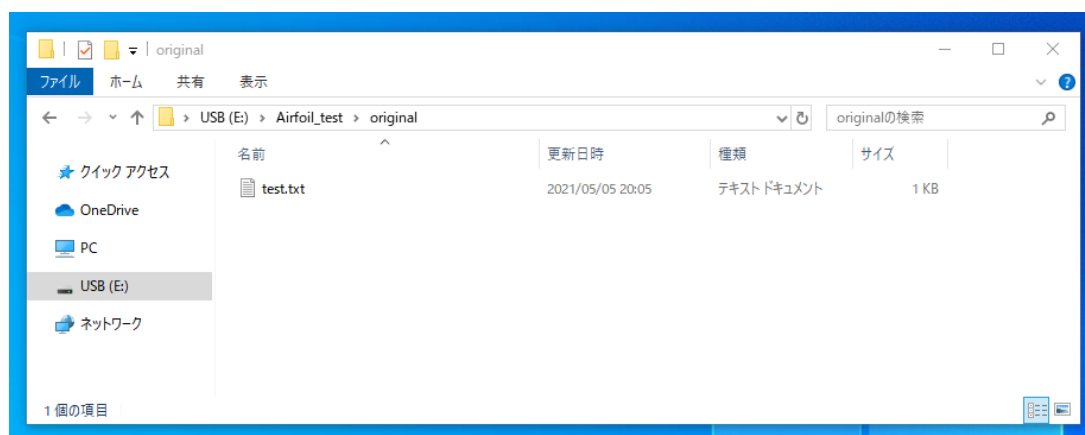 original
ファイル ホーム 共有 表示
USB (E:) › Airfoil_test › original originalの検索
名前 更新日時 種類 サイズ
クイック アクセス
test.txt 2021/05/05 20:05 テキスト ドキュメント 1 KB
OneDrive
PC
USB (E:)
ネットワーク
1 個の項目